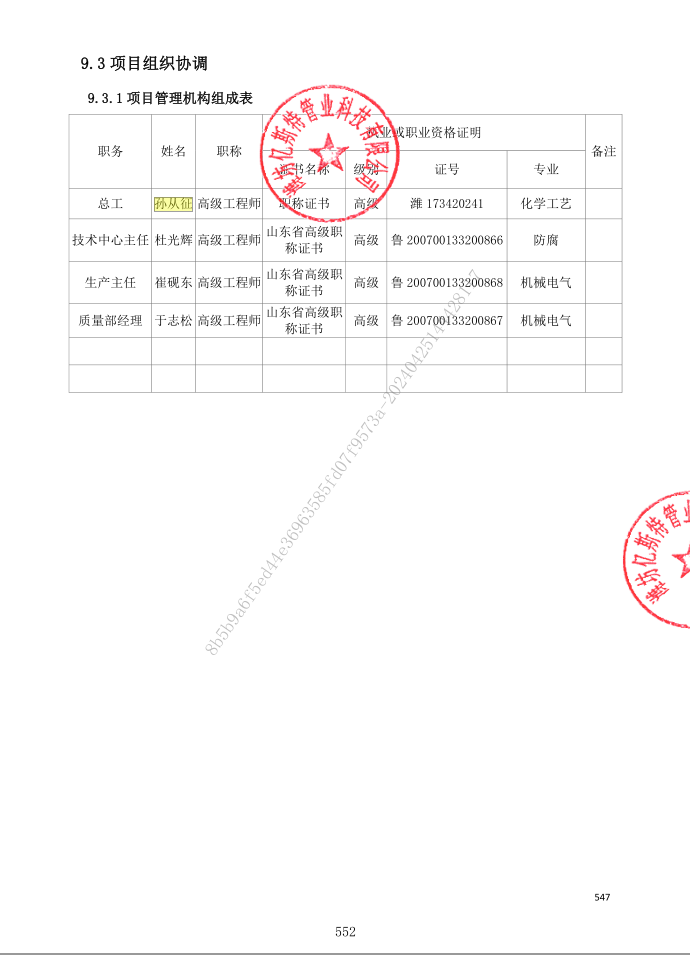 9.3 项目组织协调
9.3.1 项目管理机构组成表
职务 姓名 职称 执业或职业资格证明 备注
证书名称 级别 证号 专业
总工 孙从征 高级工程师 职称证书 高级 潍 173420241 化学工艺
技术中心主任 杜光辉 高级工程师 山东省高级职称证书 高级 鲁 200700133200866 防腐
生产主任 崔砚东 高级工程师 山东省高级职称证书 高级 鲁 200700133200868 机械电气
质量部经理 于志松 高级工程师 山东省高级职称证书 高级 鲁 200700133200867 机械电气
潍坊亿斯特管业科技有限公司
潍坊亿斯特管业
547
552